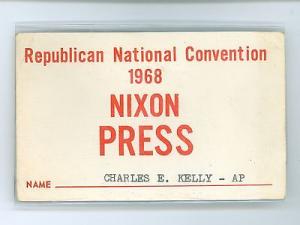 Republican National Convention
1968
NIXON
PRESS
NAME CHARLES E. KELLY - AP